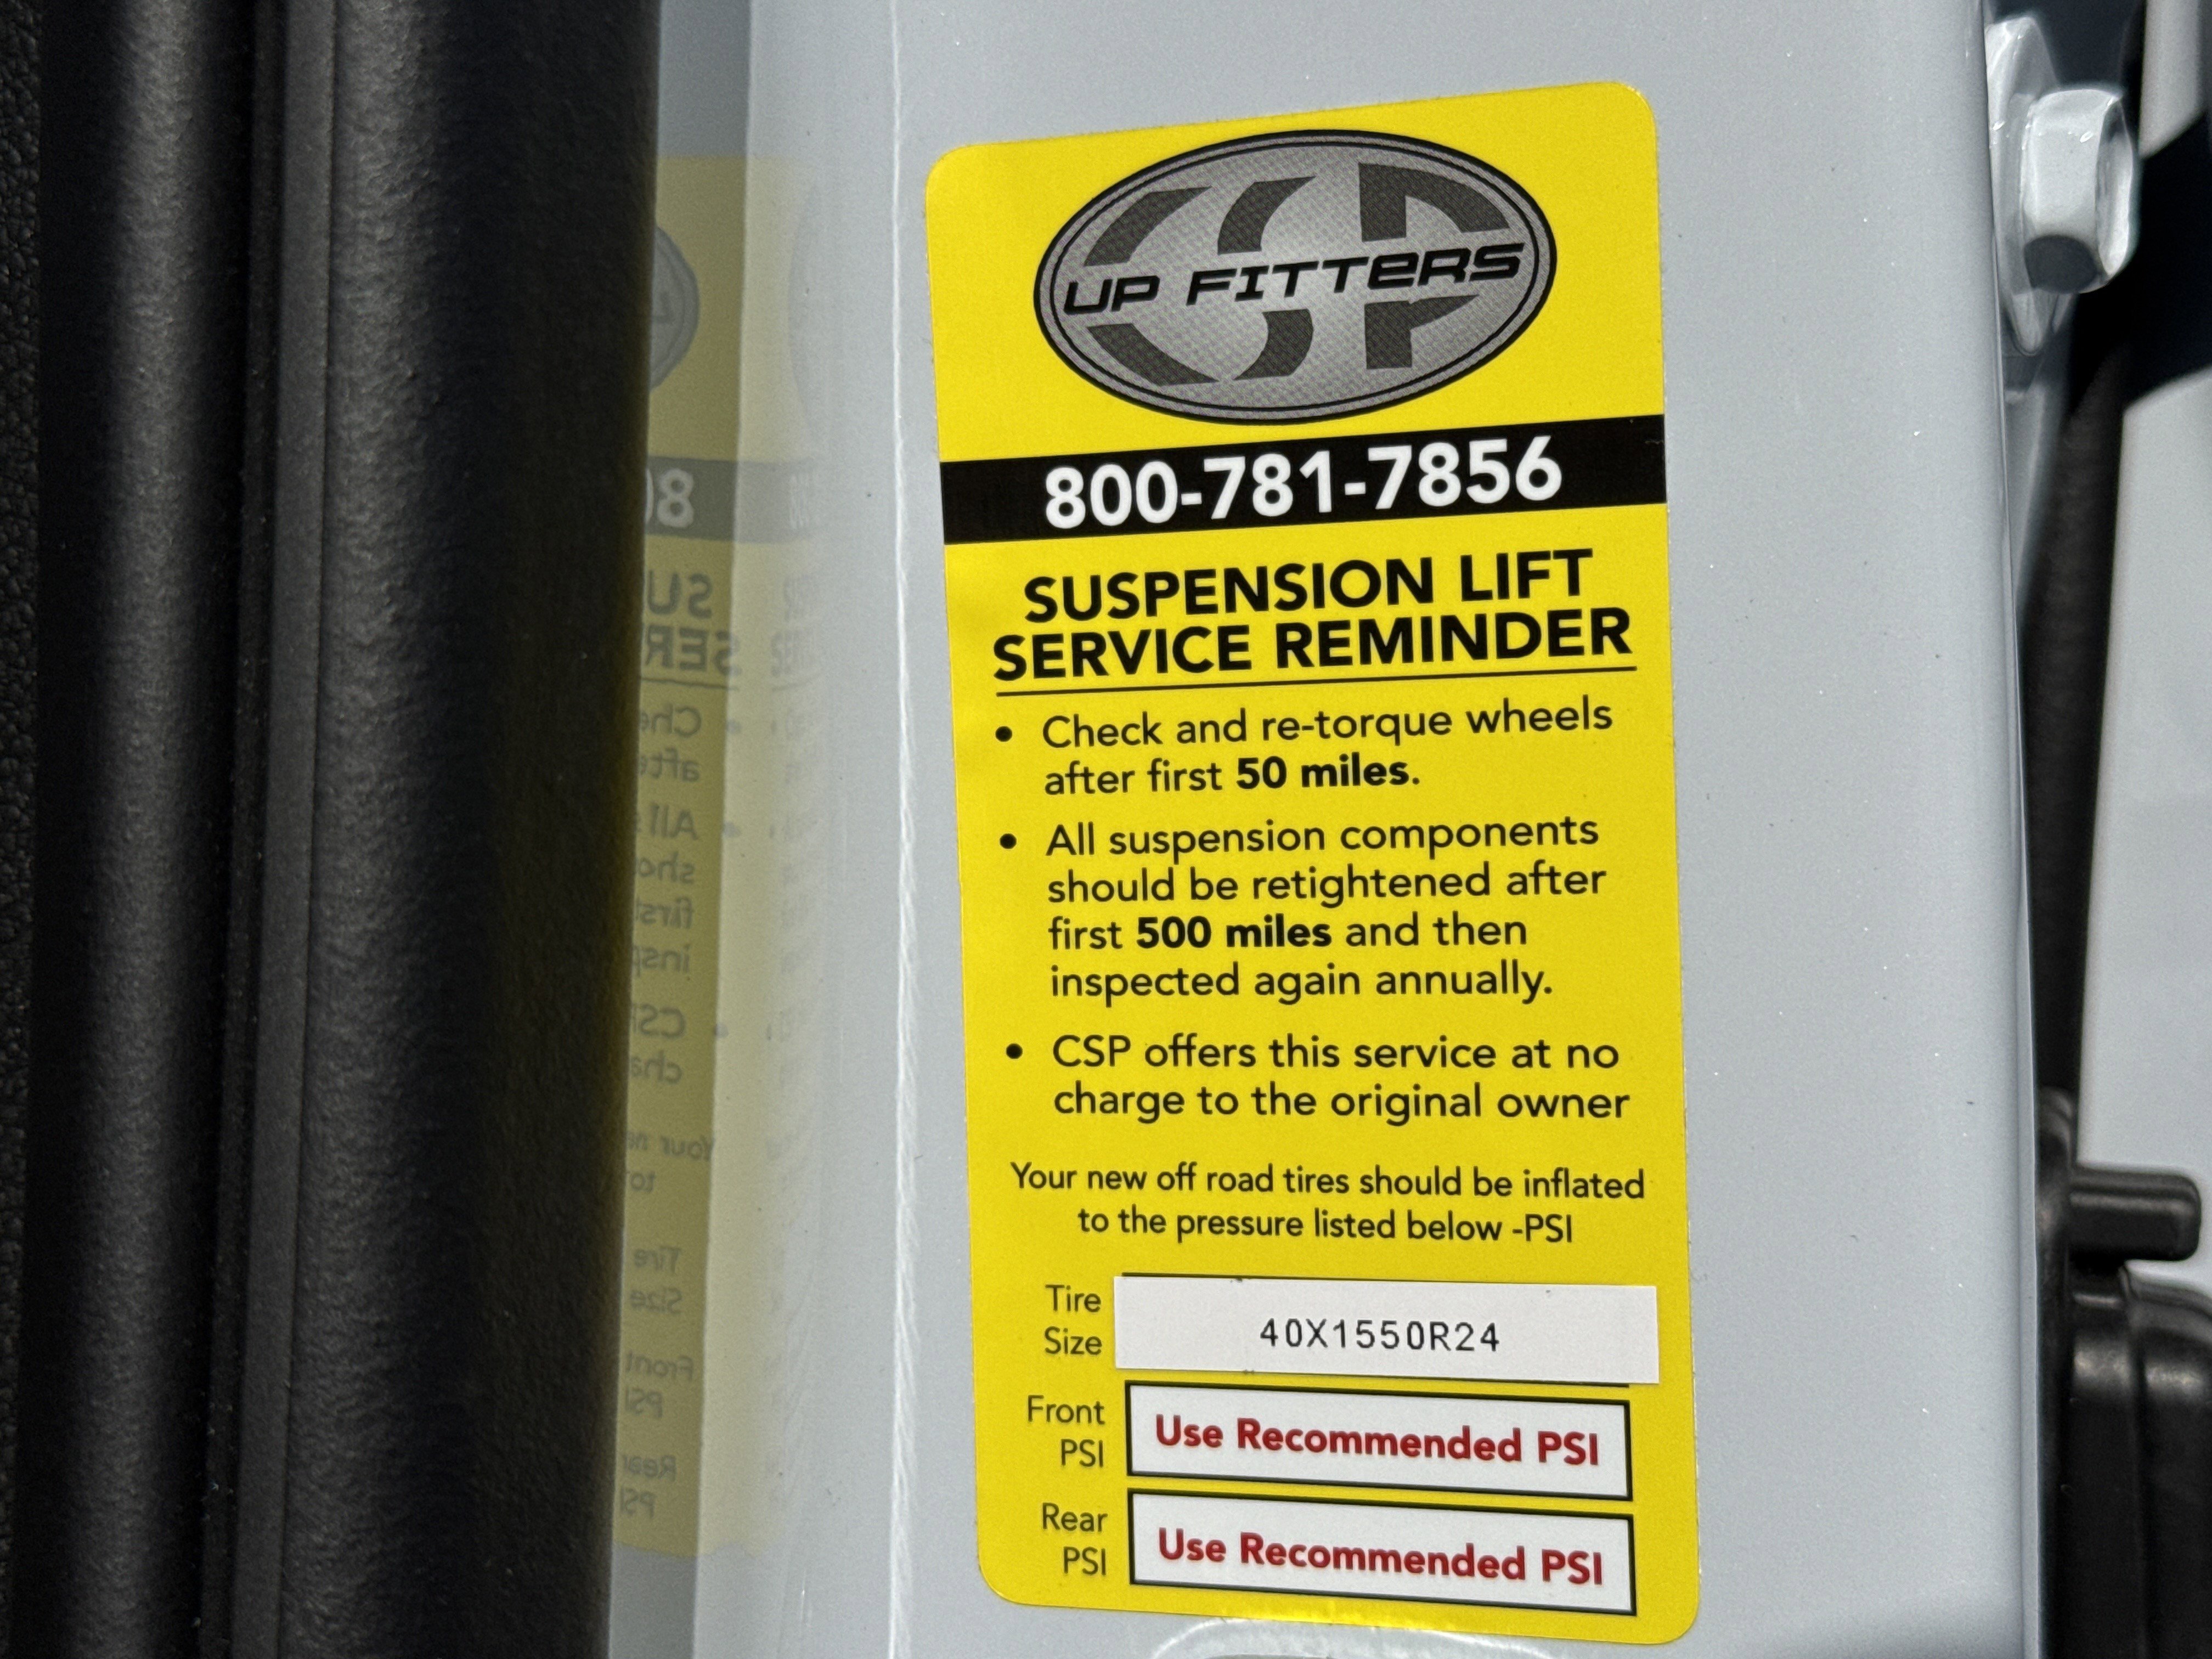 CSP
UP FITTERS
800-781-7856
SUSPENSION LIFT
SERVICE REMINDER
• Check and re-torque wheels
after first 50 miles.
• All suspension components
should be retightened after
first 500 miles and then
inspected again annually.
• CSP offers this service at no
charge to the original owner
Your new off road tires should be inflated
to the pressure listed below -PSI
Tire
Size
40X1550R24
Front
PSI
Use Recommended PSI
Rear
PSI
Use Recommended PSI